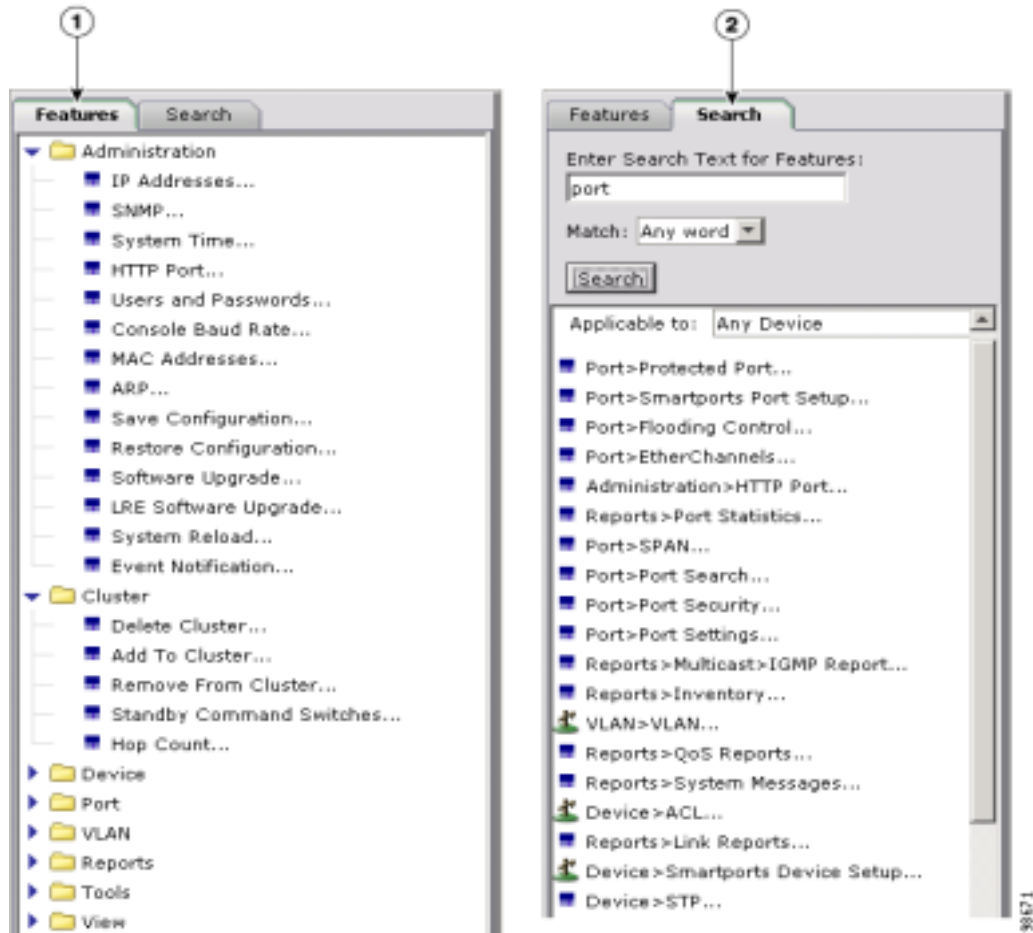 1
Features Search
Administration
IP Addresses...
SNMP...
System Time...
HTTP Port...
Users and Passwords...
Console Baud Rate...
MAC Addresses...
ARP...
Save Configuration...
Restore Configuration...
Software Upgrade...
LRE Software Upgrade...
System Reload...
Event Notification...
Cluster
Delete Cluster...
Add To Cluster...
Remove From Cluster...
Standby Command Switches...
Hop Count...
Device
Port
VLAN
Reports
Tools
View
2
Features Search
Enter Search Text for Features:
port
Match: Any word
Search
Applicable to: Any Device
Port>Protected Port...
Port>Smartports Port Setup...
Port>Flooding Control...
Port>EtherChannels...
Administration>HTTP Port...
Reports>Port Statistics...
Port>SPAN...
Port>Port Search...
Port>Port Security...
Port>Port Settings...
Reports>Multicast>IGMP Report...
Reports>Inventory...
VLAN>VLAN...
Reports>QoS Reports...
Reports>System Messages...
Device>ACL...
Reports>Link Reports...
Device>Smartports Device Setup...
Device>STP...
98671